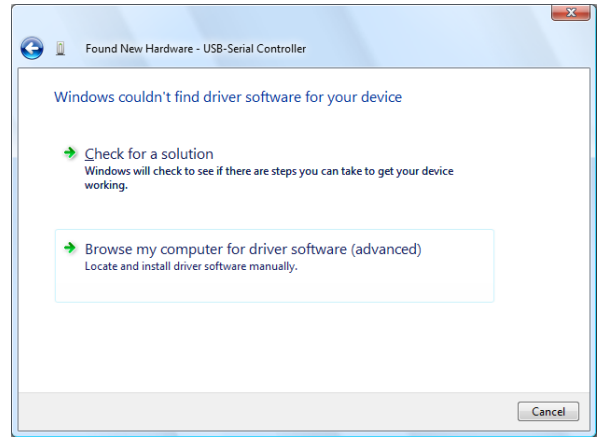 Found New Hardware - USB-Serial Controller
Windows couldn't find driver software for your device
Check for a solution
Windows will check to see if there are steps you can take to get your device
working.
Browse my computer for driver software (advanced)
Locate and install driver software manually.
Cancel